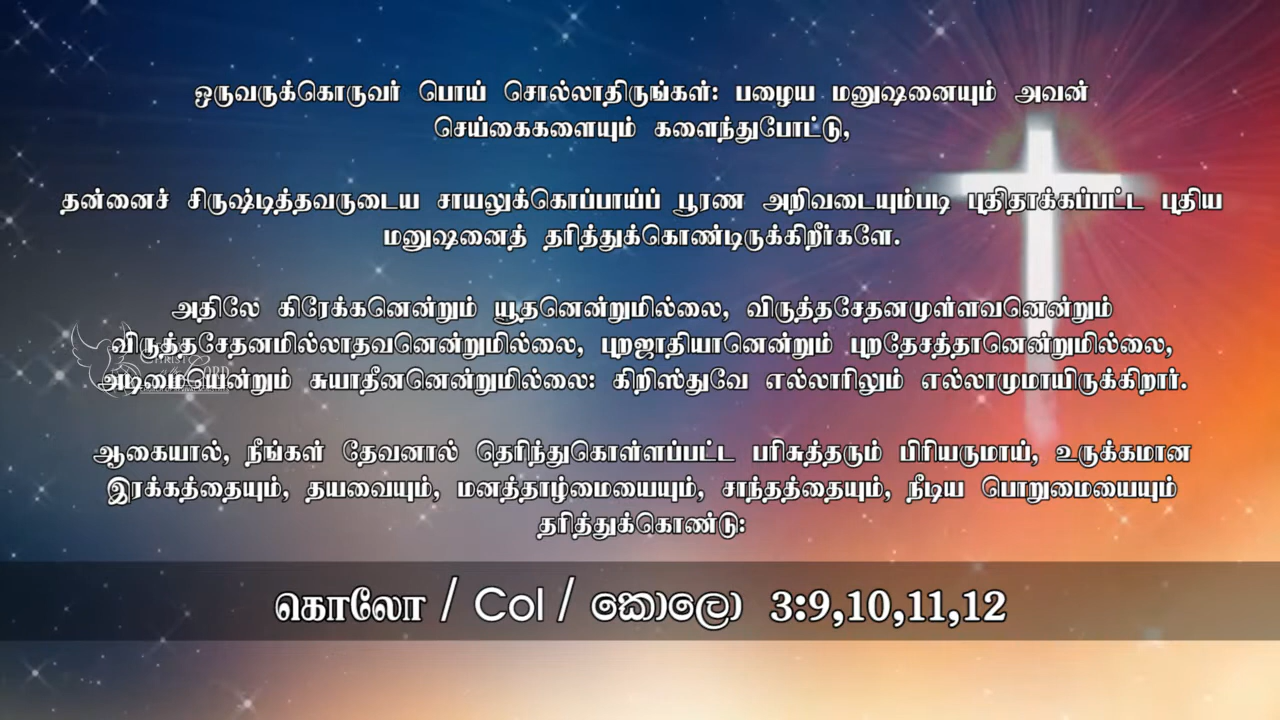 ஒருவருக்கொருவர் பொய் சொல்லாதிருங்கள்: பழைய மனுஷனையும் அவன்
செய்கைகளையும் களைந்துபோட்டு,
தன்னைச் சிருஷ்டித்தவருடைய சாயலுக்கொப்பாய்ப் பூரண அறிவடையும்படி புதிதாக்கப்பட்ட புதிய
மனுஷனைத் தரித்துக்கொண்டிருக்கிறீர்களே.
அதிலே கிரேக்கனென்றும் யூதனென்றுமில்லை, விருத்தசேதனமுள்ளவனென்றும்
விருத்தசேதனமில்லாதவனென்றுமில்லை, புறஜாதியானென்றும் புறதேசத்தானென்றுமில்லை,
அடிமையென்றும் சுயாதீனனென்றுமில்லை: கிறிஸ்துவே எல்லாரிலும் எல்லாமுமாயிருக்கிறார்.
ஆகையால், நீங்கள் தேவனால் தெரிந்துகொள்ளப்பட்ட பரிசுத்தரும் பிரியருமாய், உருக்கமான
இரக்கத்தையும், தயவையும், மனத்தாழ்மையையும், சாந்தத்தையும், நீடிய பொறுமையையும்
தரித்துக்கொண்டு:
கொலோ / Col / කොලො 3:9,10,11,12